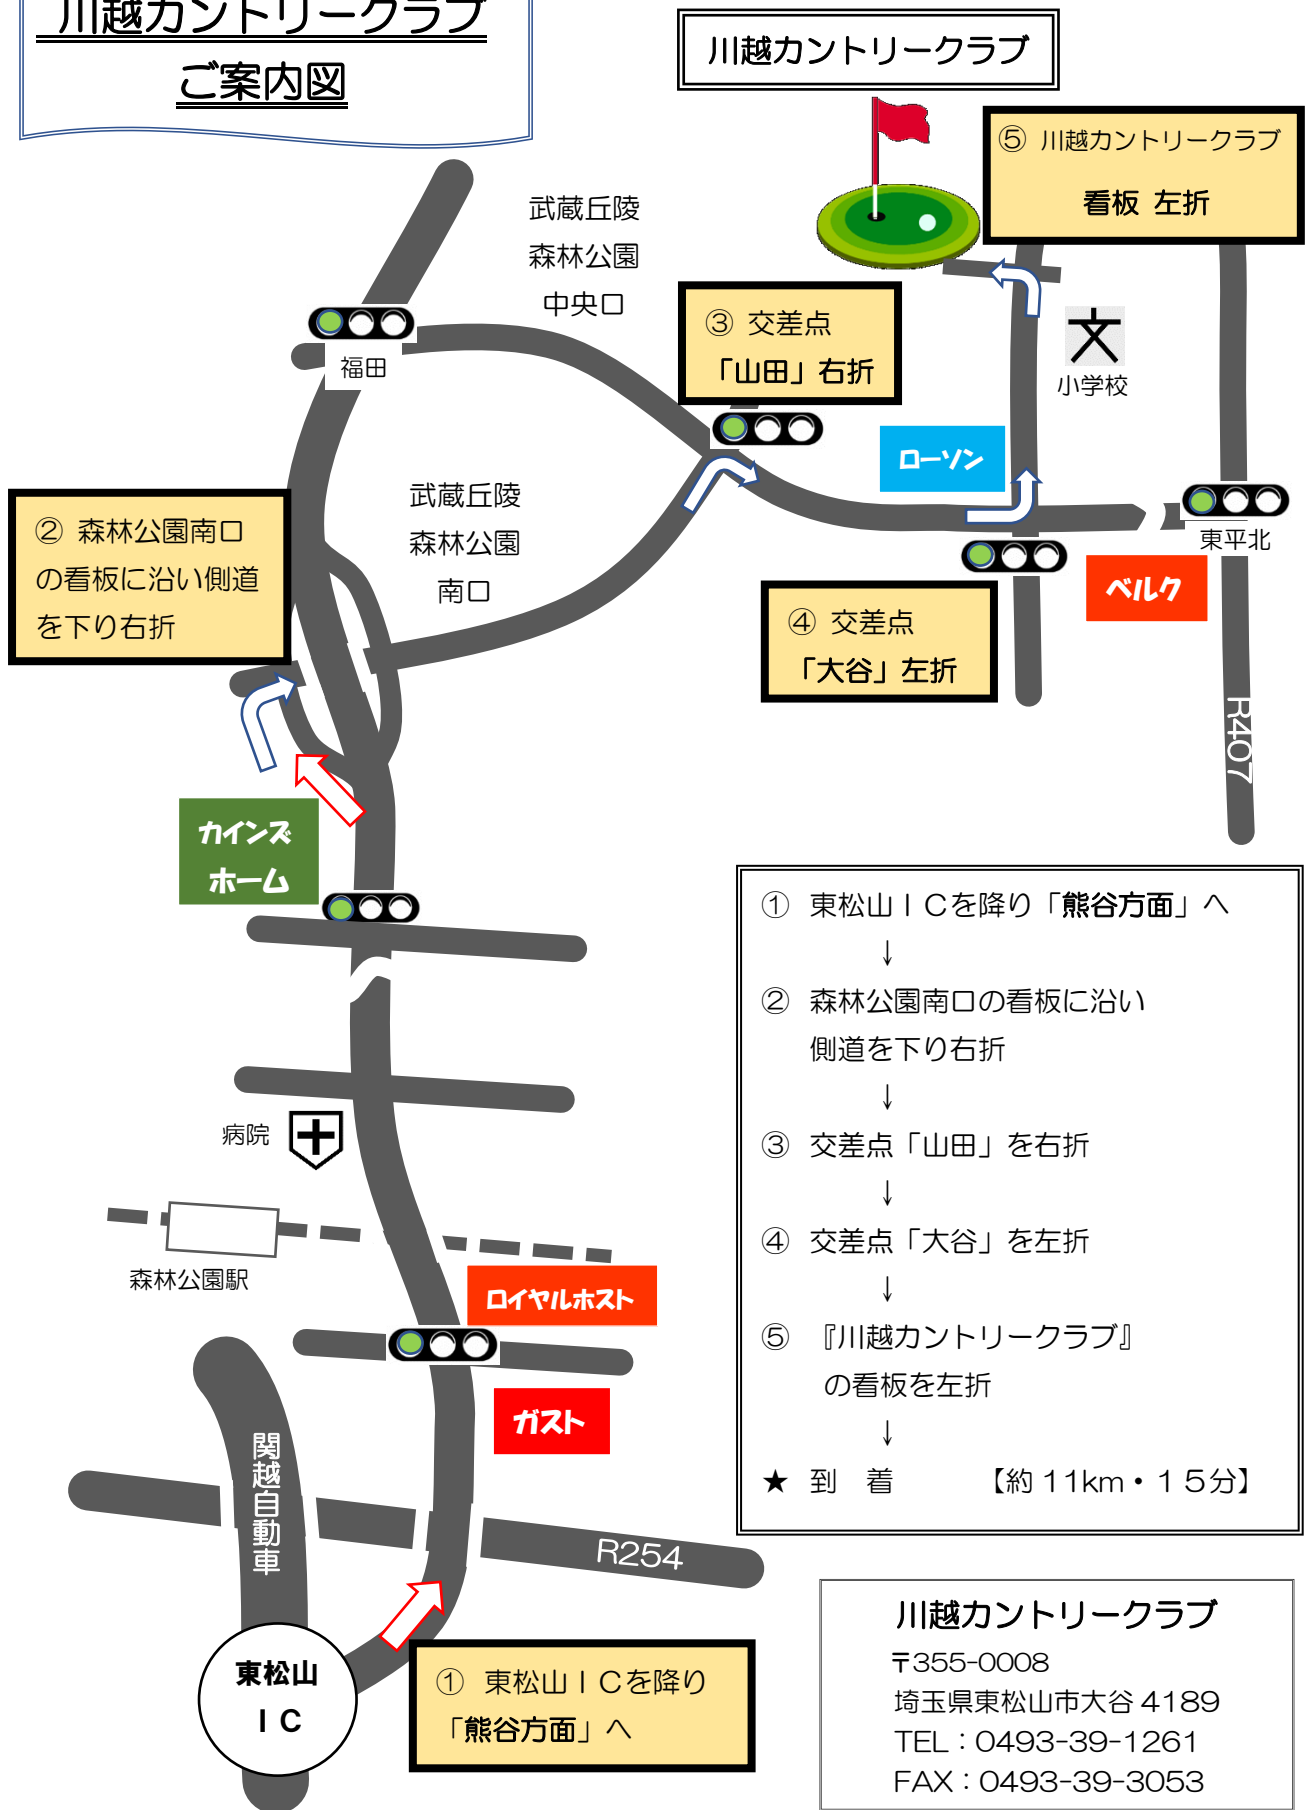 川越カントリークラブ
ご案内図
川越カントリークラブ
⑤ 川越カントリークラブ
看板 左折
武蔵丘陵
森林公園
中央口
③ 交差点
「山田」右折
福田
文
小学校
ローソン
② 森林公園南口
の看板に沿い側道
を下り右折
武蔵丘陵
森林公園
南口
東平北
ベルク
④ 交差点
「大谷」左折
R407
カインズ
ホーム
① 東松山ＩＣを降り「熊谷方面」へ
↓
② 森林公園南口の看板に沿い
側道を下り右折
↓
③ 交差点「山田」を右折
↓
④ 交差点「大谷」を左折
↓
⑤ 『川越カントリークラブ』
の看板を左折
↓
★ 到 着 【約 11km・１５分】
病院
森林公園駅
ロイヤルホスト
ガスト
関越自動車
R254
東松山
ＩＣ
① 東松山ＩＣを降り
「熊谷方面」へ
川越カントリークラブ
〒355-0008
埼玉県東松山市大谷 4189
TEL：0493-39-1261
FAX：0493-39-3053